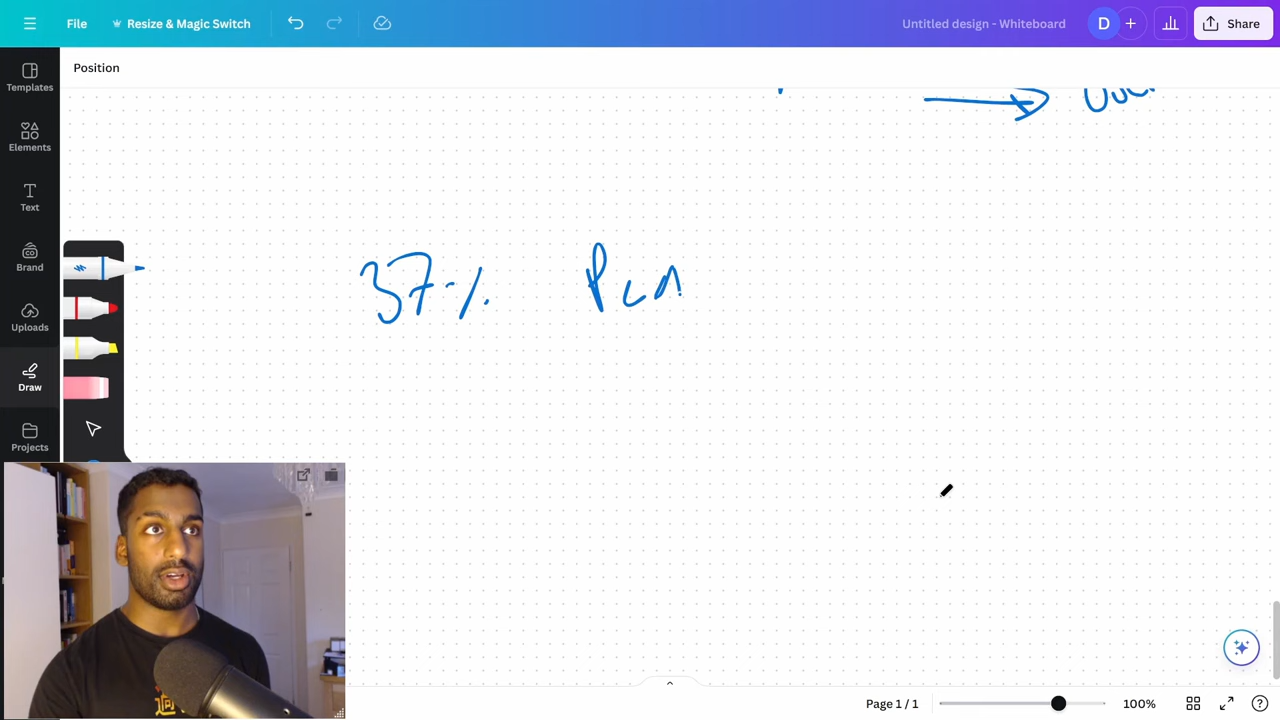 File
Resize & Magic Switch
Untitled design - Whiteboard
D
Share
Templates
Elements
Text
Brand
Uploads
Draw
Projects
Position
37%
Page 1 / 1
100%